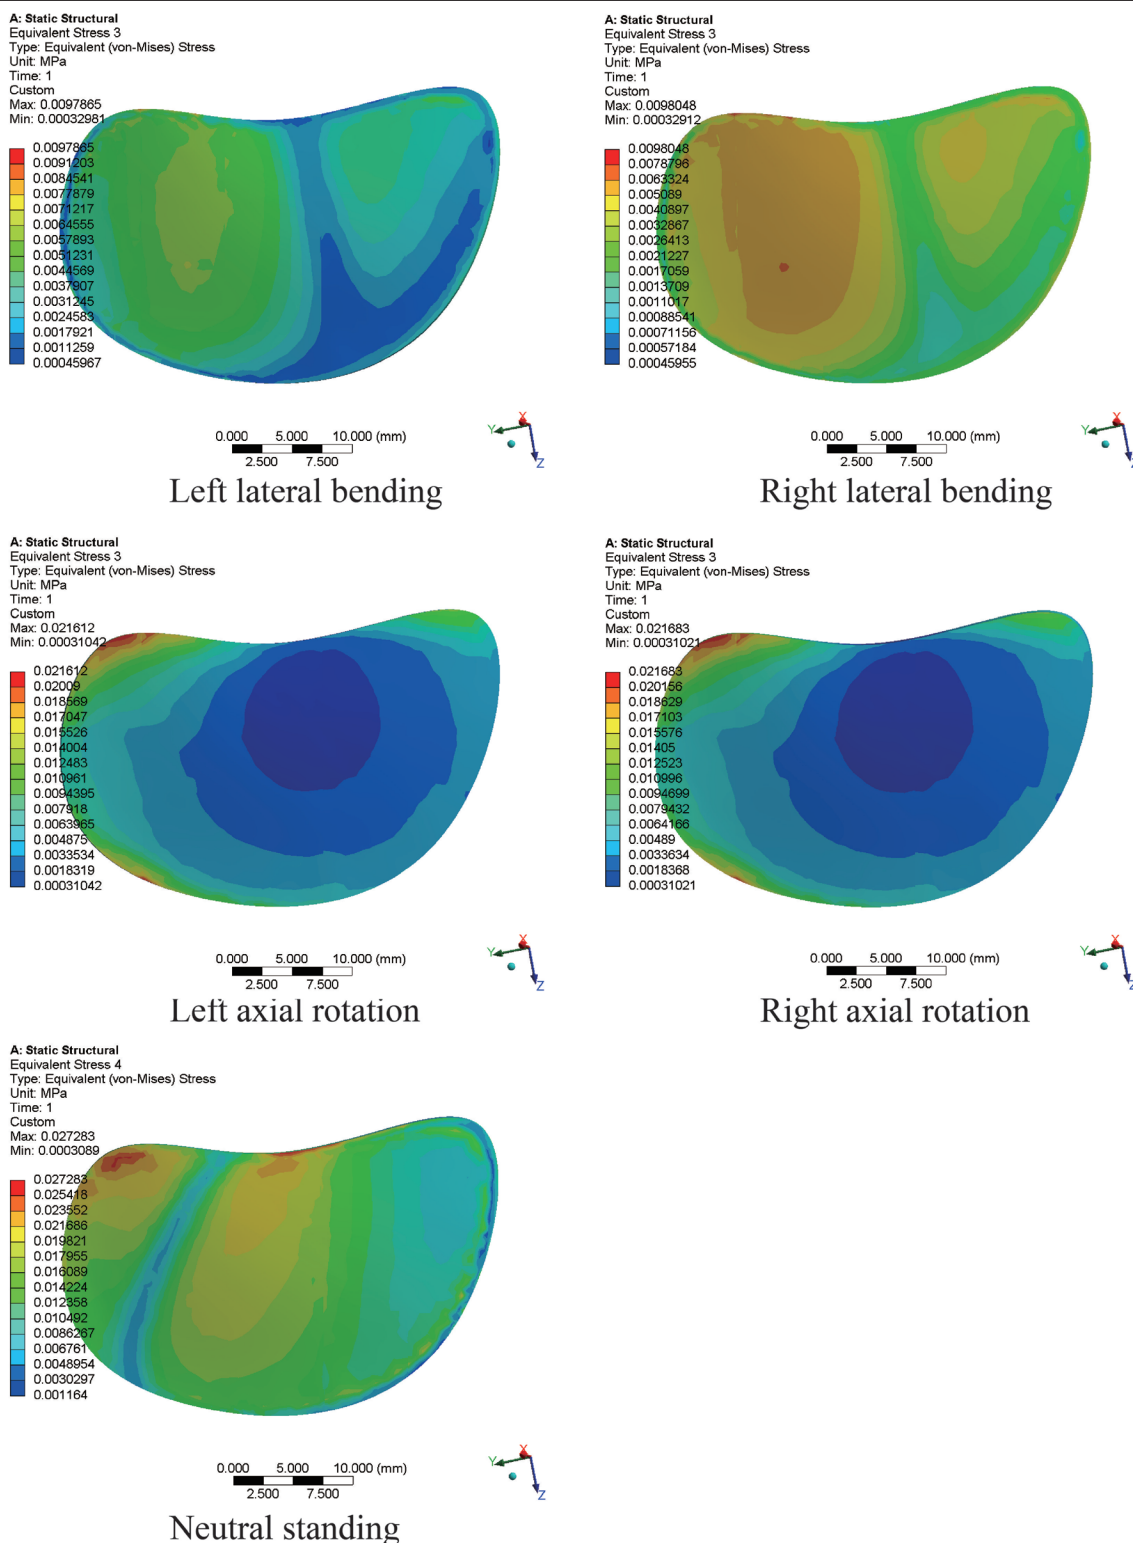 A: Static Structural
Equivalent Stress 3
Type: Equivalent (von-Mises) Stress
Unit: MPa
Time: 1
Custom
Max: 0.0097865
Min: 0.00032981
0.0097865
0.0091203
0.0084541
0.0077879
0.0071217
0.0064555
0.0057893
0.0051231
0.0044569
0.0037907
0.0031245
0.0024583
0.0017921
0.0011259
0.00045967
0.000 5.000 10.000 (mm)
2.500 7.500
X
Y
Z
Left lateral bending
A: Static Structural
Equivalent Stress 3
Type: Equivalent (von-Mises) Stress
Unit: MPa
Time: 1
Custom
Max: 0.0098048
Min: 0.00032912
0.0098048
0.0078796
0.0063324
0.005089
0.0040897
0.0032867
0.0026413
0.0021227
0.0017059
0.0013709
0.0011017
0.00088541
0.00071156
0.00057184
0.00045955
0.000 5.000 10.000 (mm)
2.500 7.500
X
Y
Z
Right lateral bending
A: Static Structural
Equivalent Stress 3
Type: Equivalent (von-Mises) Stress
Unit: MPa
Time: 1
Custom
Max: 0.021612
Min: 0.00031042
0.021612
0.02009
0.018569
0.017047
0.015526
0.014004
0.012483
0.010961
0.0094395
0.007918
0.0063965
0.004875
0.0033534
0.0018319
0.00031042
0.000 5.000 10.000 (mm)
2.500 7.500
X
Y
Z
Left axial rotation
A: Static Structural
Equivalent Stress 3
Type: Equivalent (von-Mises) Stress
Unit: MPa
Time: 1
Custom
Max: 0.021683
Min: 0.00031021
0.021683
0.020156
0.018629
0.017103
0.015576
0.01405
0.012523
0.010996
0.0094699
0.0079432
0.0064166
0.00489
0.0033634
0.0018368
0.00031021
0.000 5.000 10.000 (mm)
2.500 7.500
X
Y
Z
Right axial rotation
A: Static Structural
Equivalent Stress 4
Type: Equivalent (von-Mises) Stress
Unit: MPa
Time: 1
Custom
Max: 0.027283
Min: 0.0003089
0.027283
0.025418
0.023552
0.021686
0.019821
0.017955
0.016089
0.014224
0.012358
0.010492
0.0086267
0.006761
0.0048954
0.0030297
0.001164
0.000 5.000 10.000 (mm)
2.500 7.500
X
Y
Z
Neutral standing